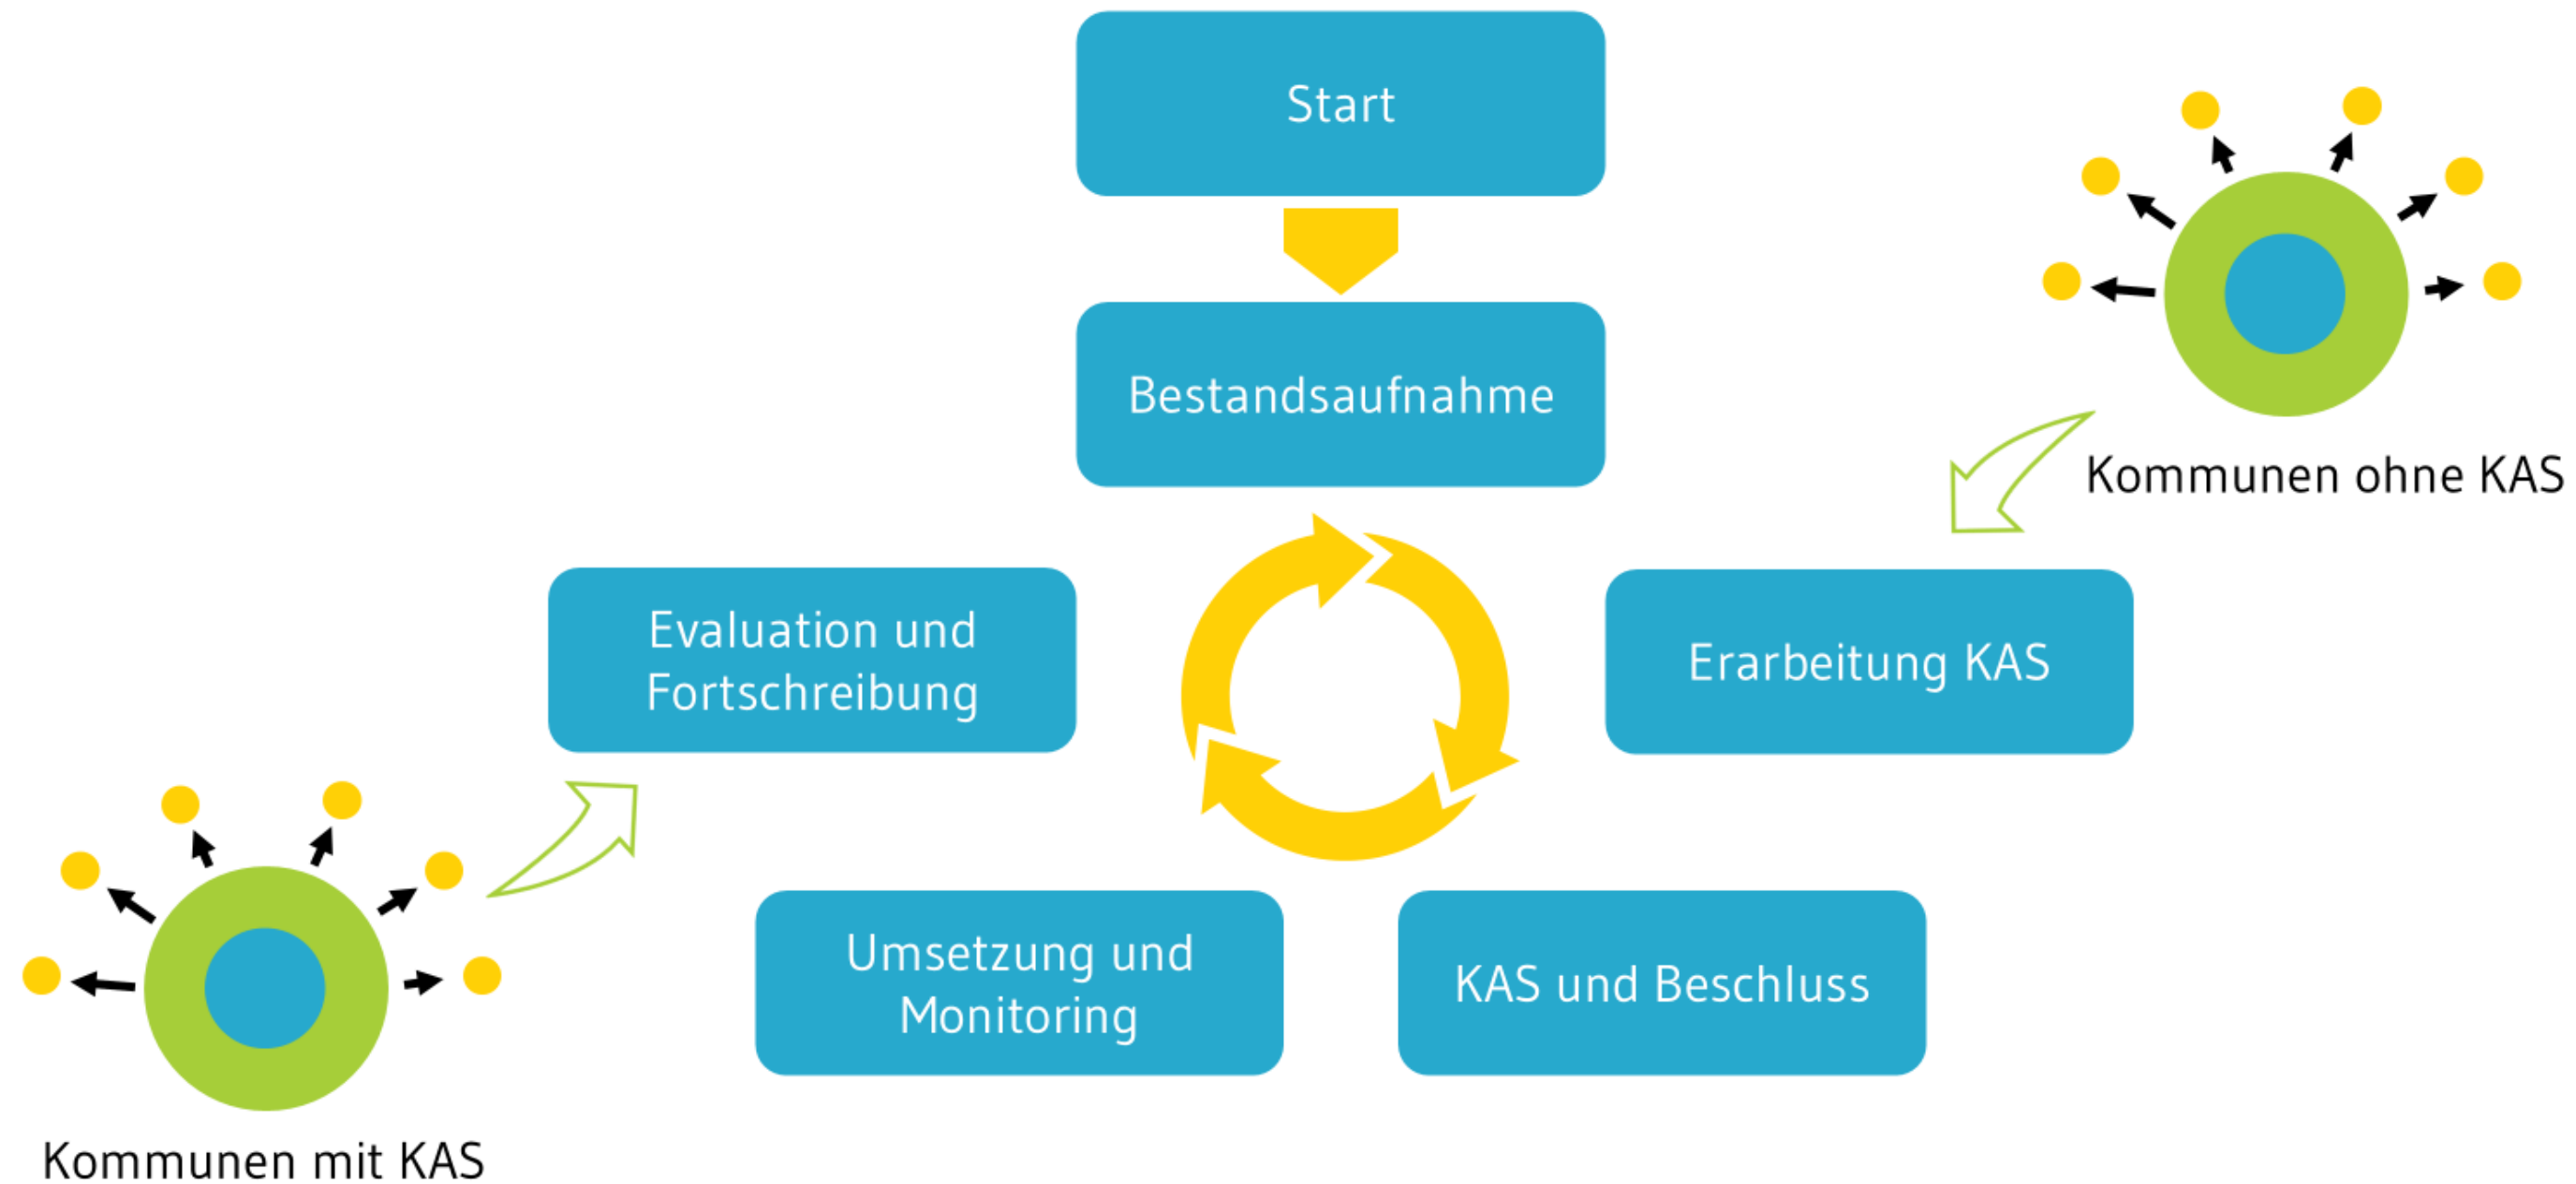 Start
Bestandsaufnahme
Kommunen ohne KAS
Evaluation und
Fortschreibung
Erarbeitung KAS
Umsetzung und
Monitoring
KAS und Beschluss
Kommunen mit KAS